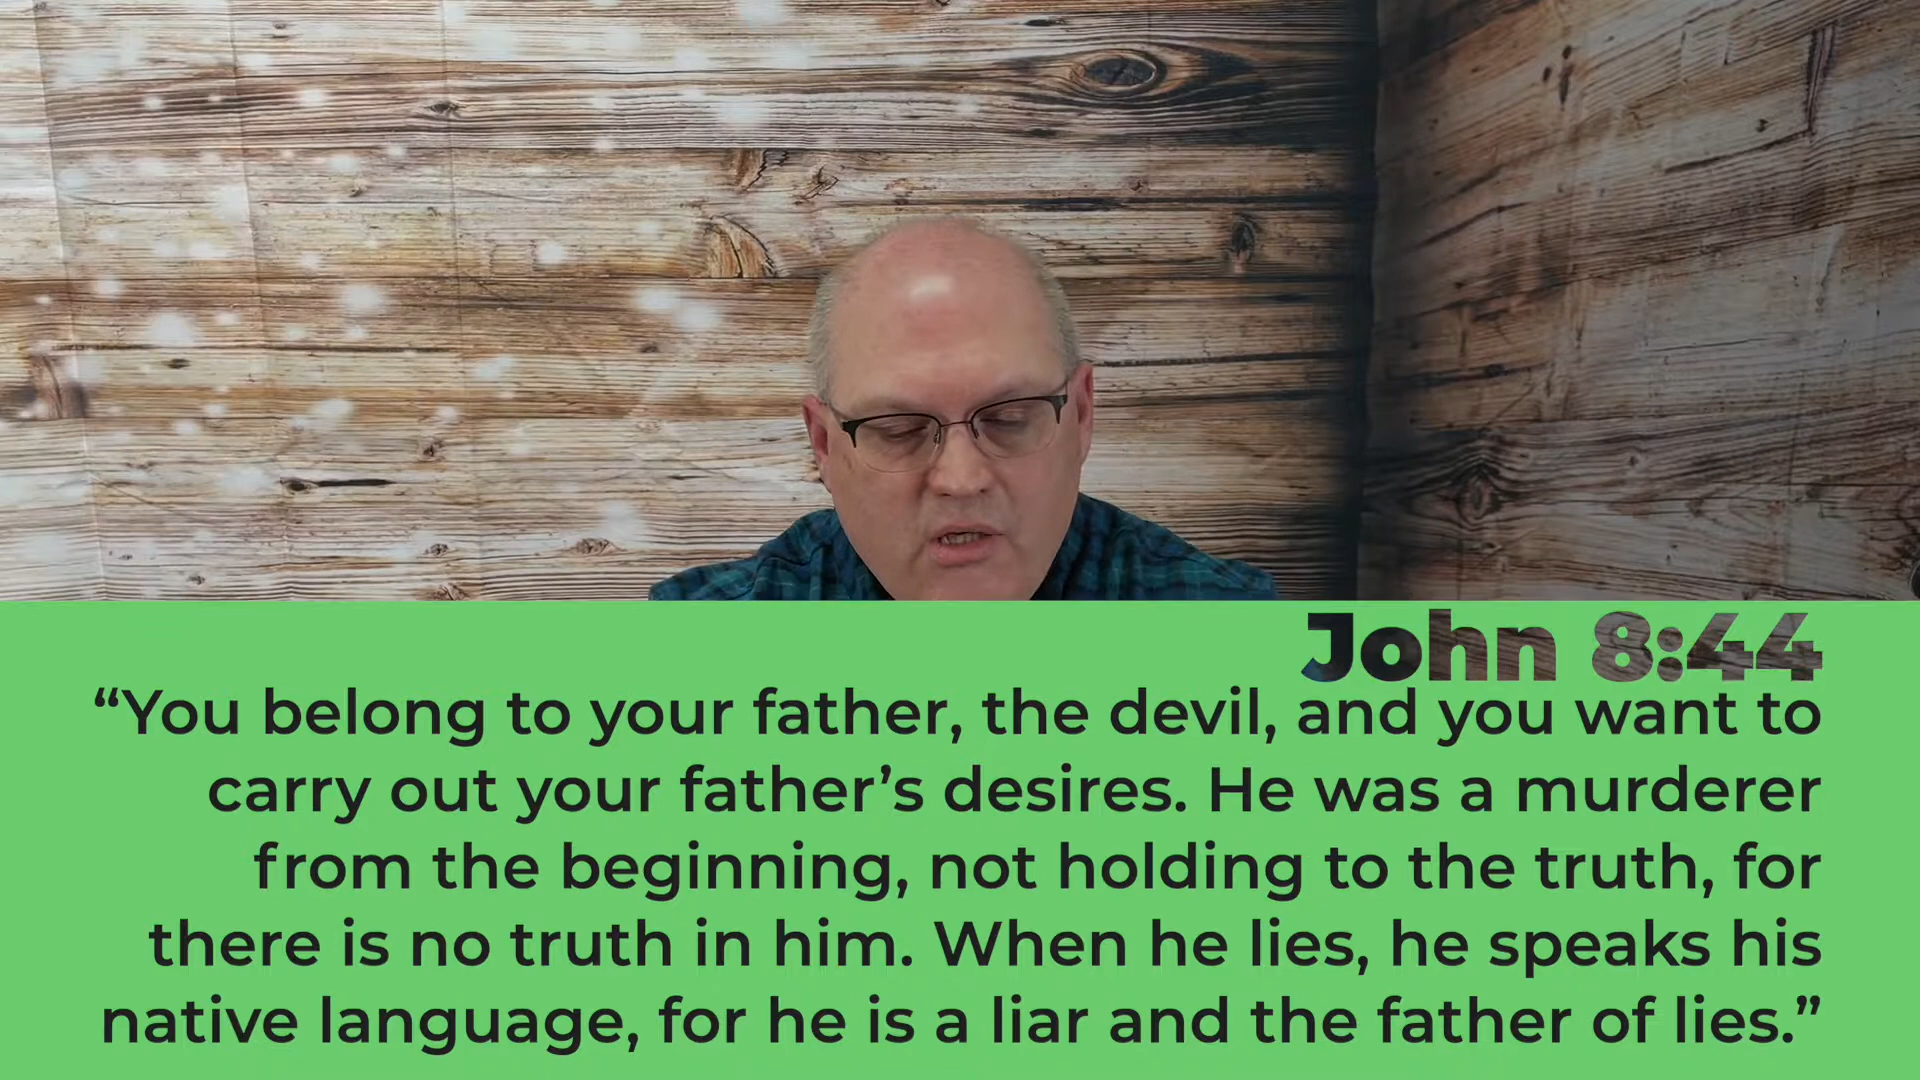 John 8:44
“You belong to your father, the devil, and you want to
carry out your father’s desires. He was a murderer
from the beginning, not holding to the truth, for
there is no truth in him. When he lies, he speaks his
native language, for he is a liar and the father of lies.”